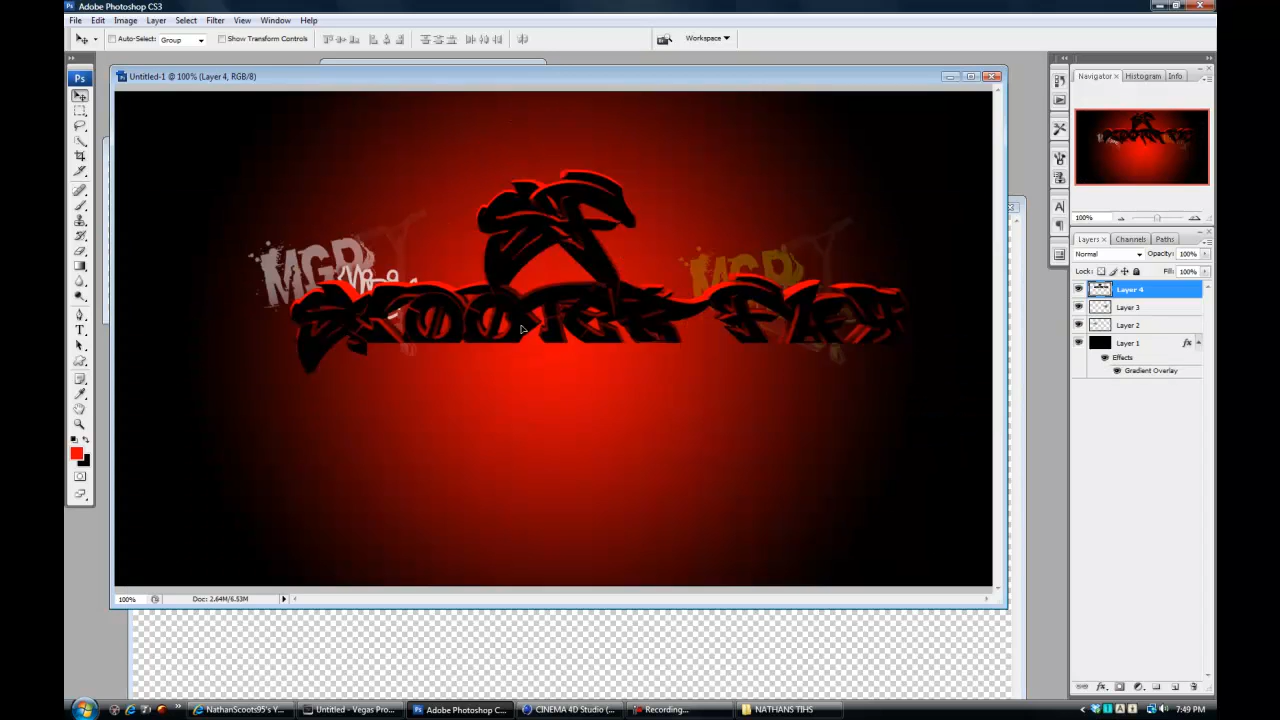 Adobe Photoshop CS3
File Edit Image Layer Select Filter View Window Help
Auto-Select: Group Show Transform Controls Workspace
Untitled-1 @ 100% (Layer 4, RGB/8)
Ps
Navigator Histogram Info
100%
Layers Channels Paths
Normal Opacity: 100%
Lock: Fill: 100%
Layer 4
Layer 3
Layer 2
Layer 1 fx
Effects
Gradient Overlay
MGR
MGR
100% Doc: 2.64M/6.53M
NathanScoots95's Y... Untitled - Vegas Pro... Adobe Photoshop C... CINEMA 4D Studio (... Recording... NATHANS TIHS 7:49 PM